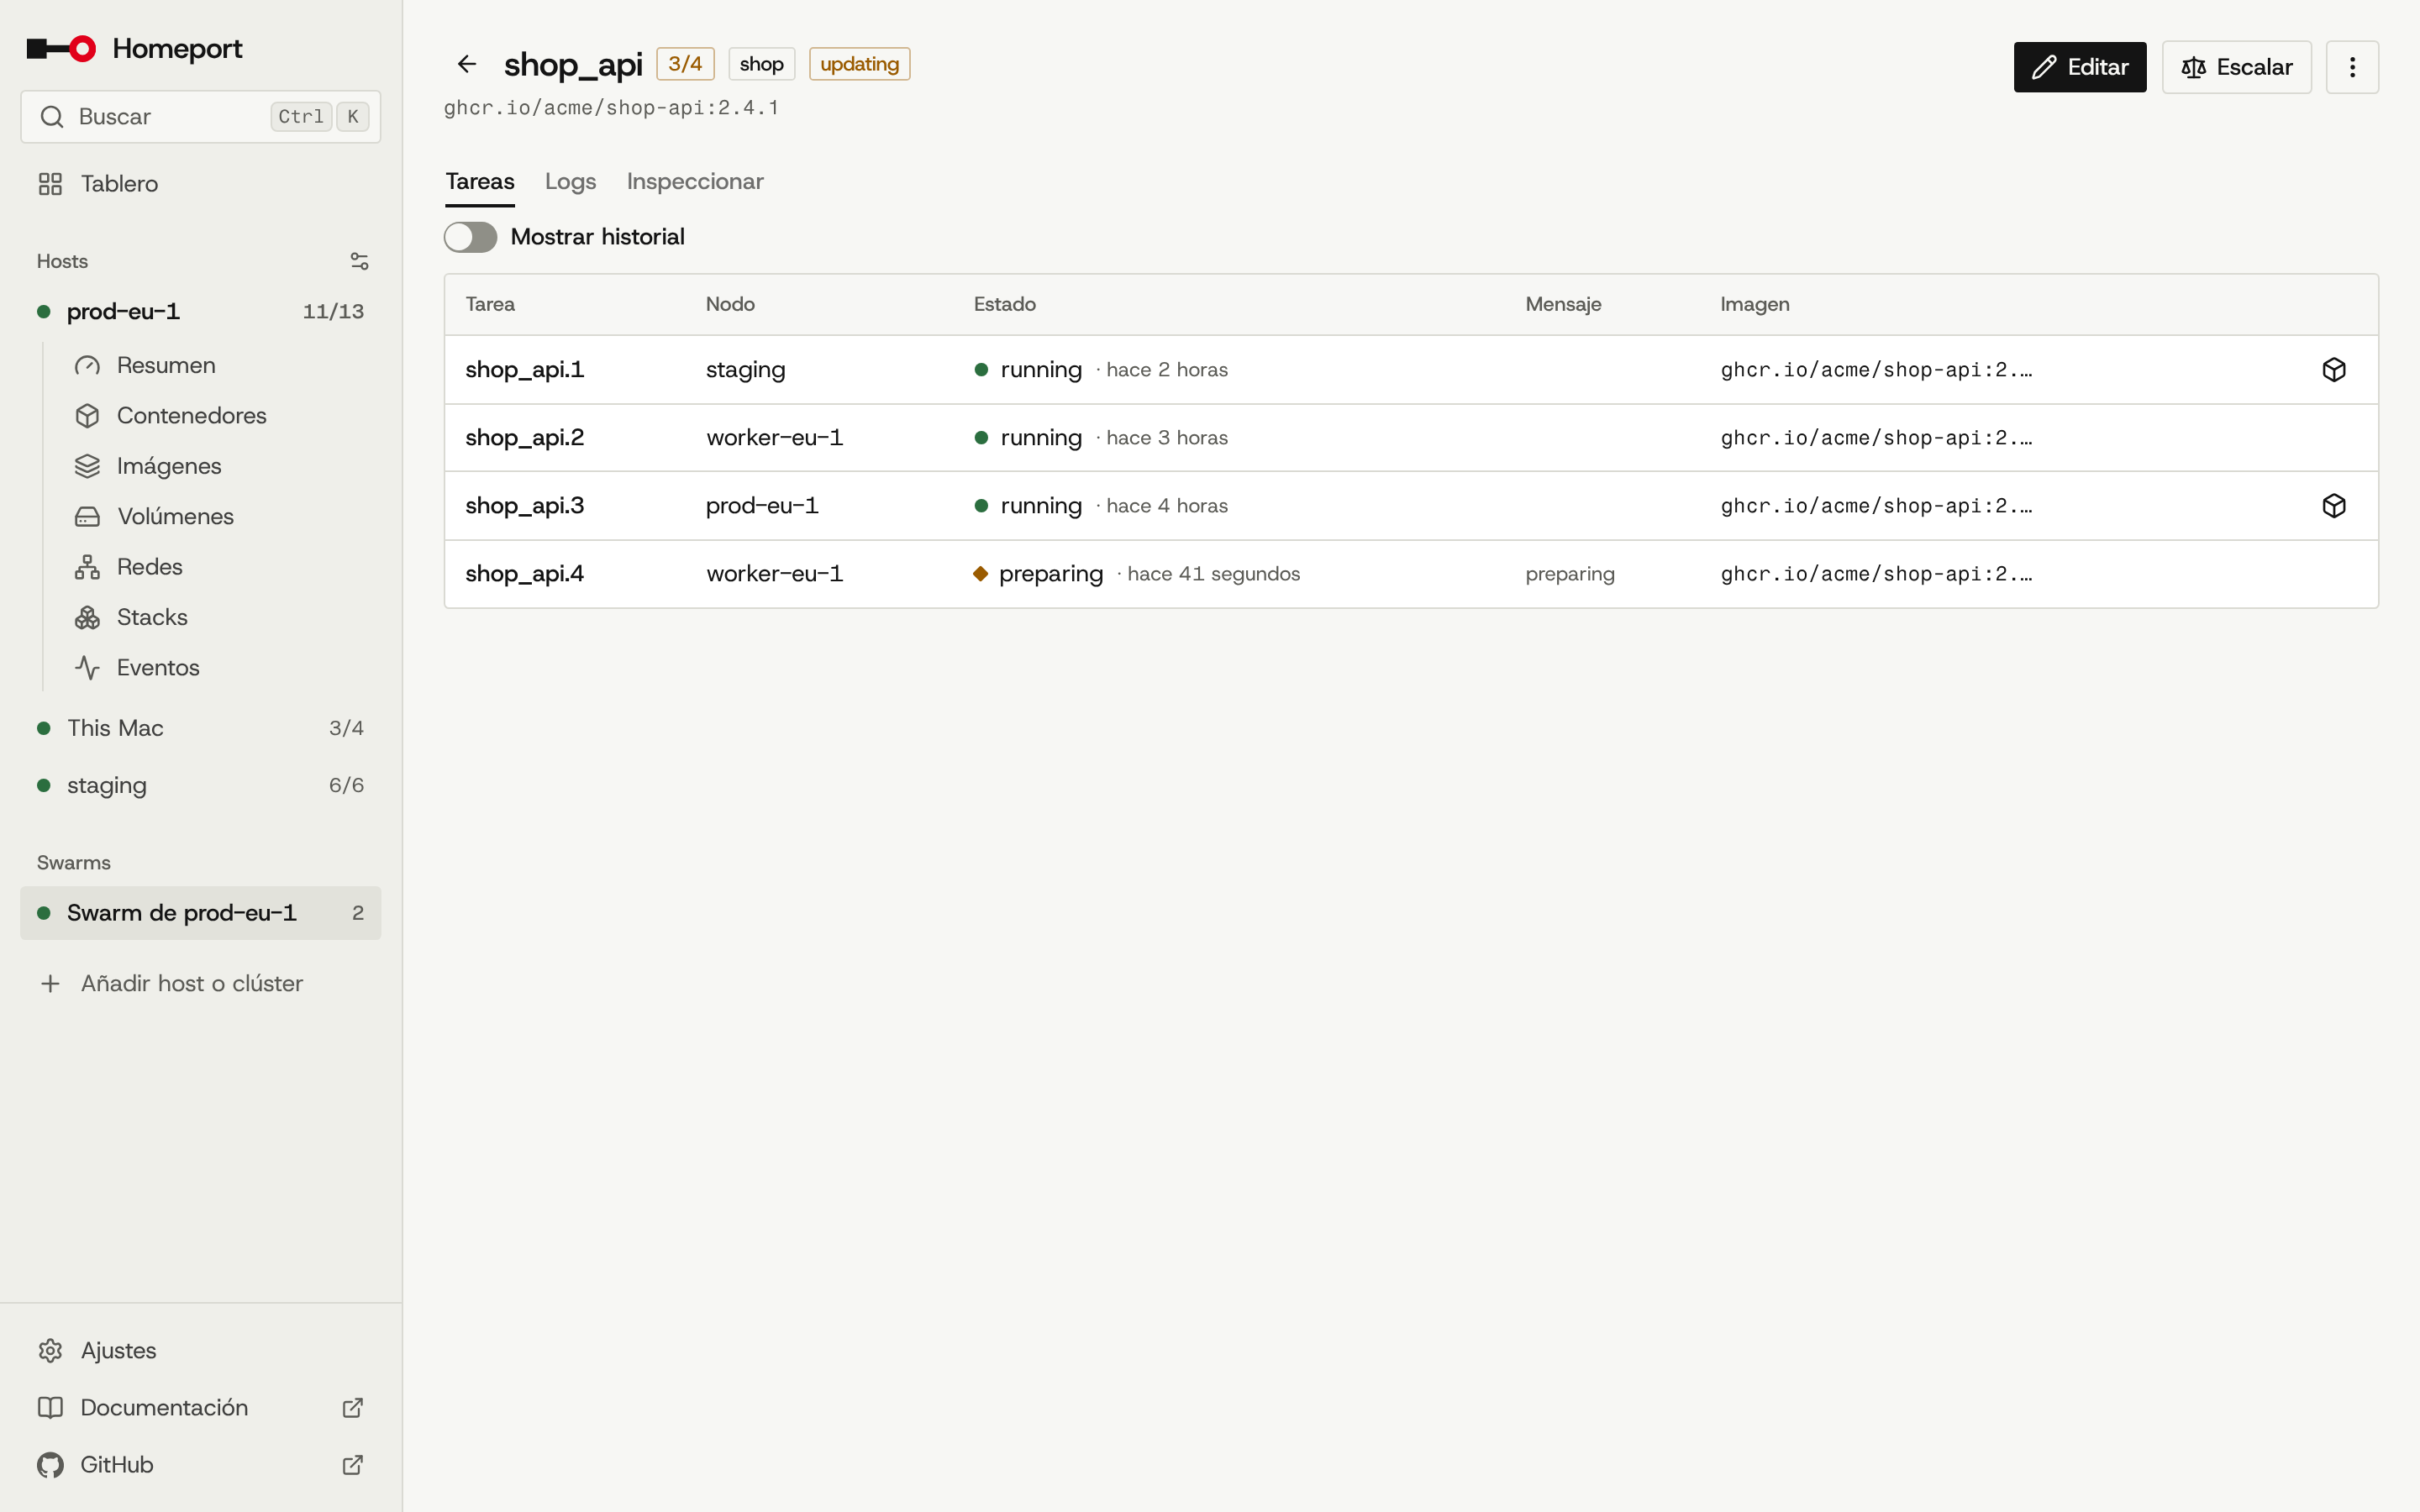 Homeport
Buscar Ctrl K
Tablero
Hosts
prod-eu-1 11/13
Resumen
Contenedores
Imágenes
Volúmenes
Redes
Stacks
Eventos
This Mac 3/4
staging 6/6
Swarms
Swarm de prod-eu-1 2
Añadir host o clúster
Ajustes
Documentación
GitHub
shop_api 3/4 shop updating
ghcr.io/acme/shop-api:2.4.1
Editar Escalar
Tareas Logs Inspeccionar
Mostrar historial
Tarea Nodo Estado Mensaje Imagen
shop_api.1 staging running · hace 2 horas ghcr.io/acme/shop-api:2.…
shop_api.2 worker-eu-1 running · hace 3 horas ghcr.io/acme/shop-api:2.…
shop_api.3 prod-eu-1 running · hace 4 horas ghcr.io/acme/shop-api:2.…
shop_api.4 worker-eu-1 preparing · hace 41 segundos preparing ghcr.io/acme/shop-api:2.…